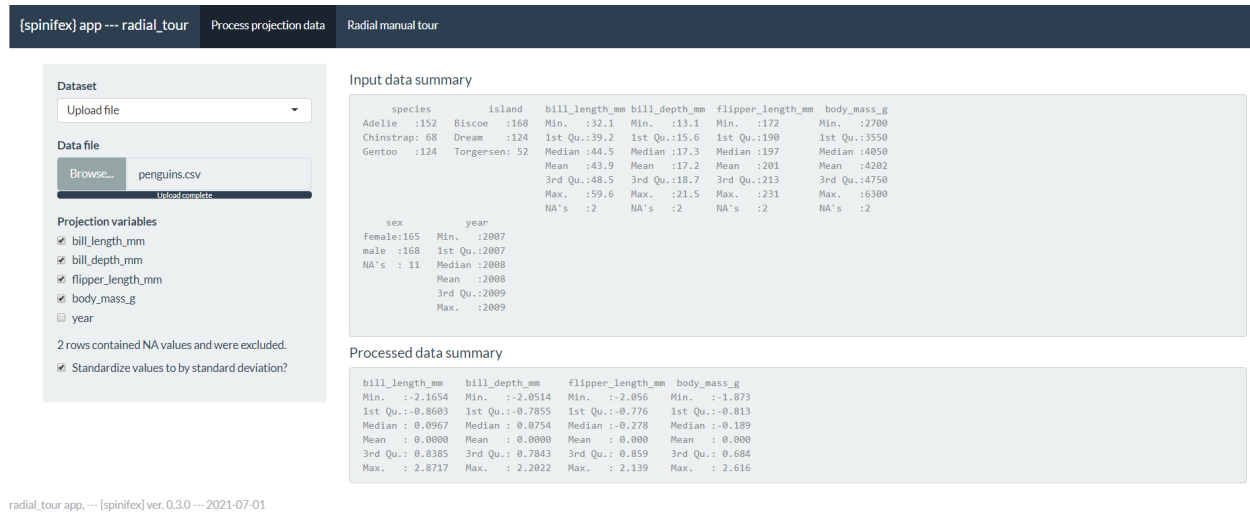 {spinifex} app --- radial_tour Process projection data Radial manual tour
Dataset
Upload file
Data file
Browse... penguins.csv
Upload complete
Projection variables
bill_length_mm
bill_depth_mm
flipper_length_mm
body_mass_g
year
2 rows contained NA values and were excluded.
Standardize values to by standard deviation?
Input data summary
species island bill_length_mm bill_depth_mm flipper_length_mm body_mass_g
Adelie :152 Biscoe :168 Min. :32.1 Min. :13.1 Min. :172 Min. :2700
Chinstrap: 68 Dream :124 1st Qu.:39.2 1st Qu.:15.6 1st Qu.:190 1st Qu.:3550
Gentoo :124 Torgersen: 52 Median :44.5 Median :17.3 Median :197 Median :4050
Mean :43.9 Mean :17.2 Mean :201 Mean :4202
3rd Qu.:48.5 3rd Qu.:18.7 3rd Qu.:213 3rd Qu.:4750
Max. :59.6 Max. :21.5 Max. :231 Max. :6300
NA's :2 NA's :2 NA's :2 NA's :2
sex year
female:165 Min. :2007
male :168 1st Qu.:2007
NA's : 11 Median :2008
Mean :2008
3rd Qu.:2009
Max. :2009
Processed data summary
bill_length_mm bill_depth_mm flipper_length_mm body_mass_g
Min. :-2.1654 Min. :-2.0514 Min. :-2.056 Min. :-1.873
1st Qu.:-0.8603 1st Qu.:-0.7855 1st Qu.:-0.776 1st Qu.:-0.813
Median : 0.0967 Median : 0.0754 Median :-0.278 Median :-0.189
Mean : 0.0000 Mean : 0.0000 Mean : 0.000 Mean : 0.000
3rd Qu.: 0.8385 3rd Qu.: 0.7843 3rd Qu.: 0.859 3rd Qu.: 0.684
Max. : 2.8717 Max. : 2.2022 Max. : 2.139 Max. : 2.616
radial_tour app, --- {spinifex} ver. 0.3.0 --- 2021-07-01